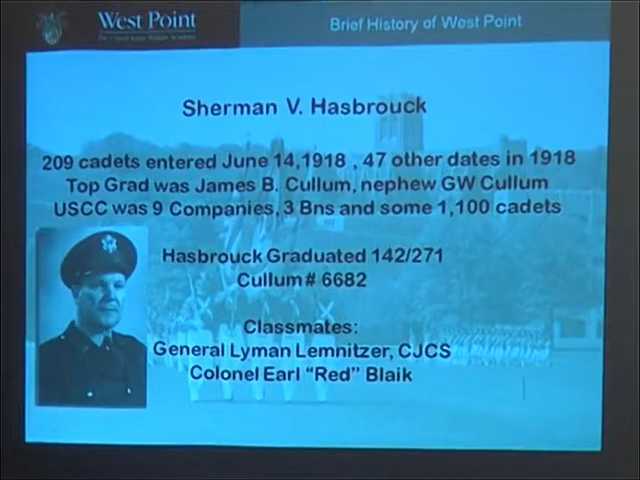 West Point
The United States Military Academy
Brief History of West Point
Sherman V. Hasbrouck
209 cadets entered June 14,1918 , 47 other dates in 1918
Top Grad was James B. Cullum, nephew GW Cullum
USCC was 9 Companies, 3 Bns and some 1,100 cadets
Hasbrouck Graduated 142/271
Cullum# 6682
Classmates:
General Lyman Lemnitzer, CJCS
Colonel Earl “Red” Blaik